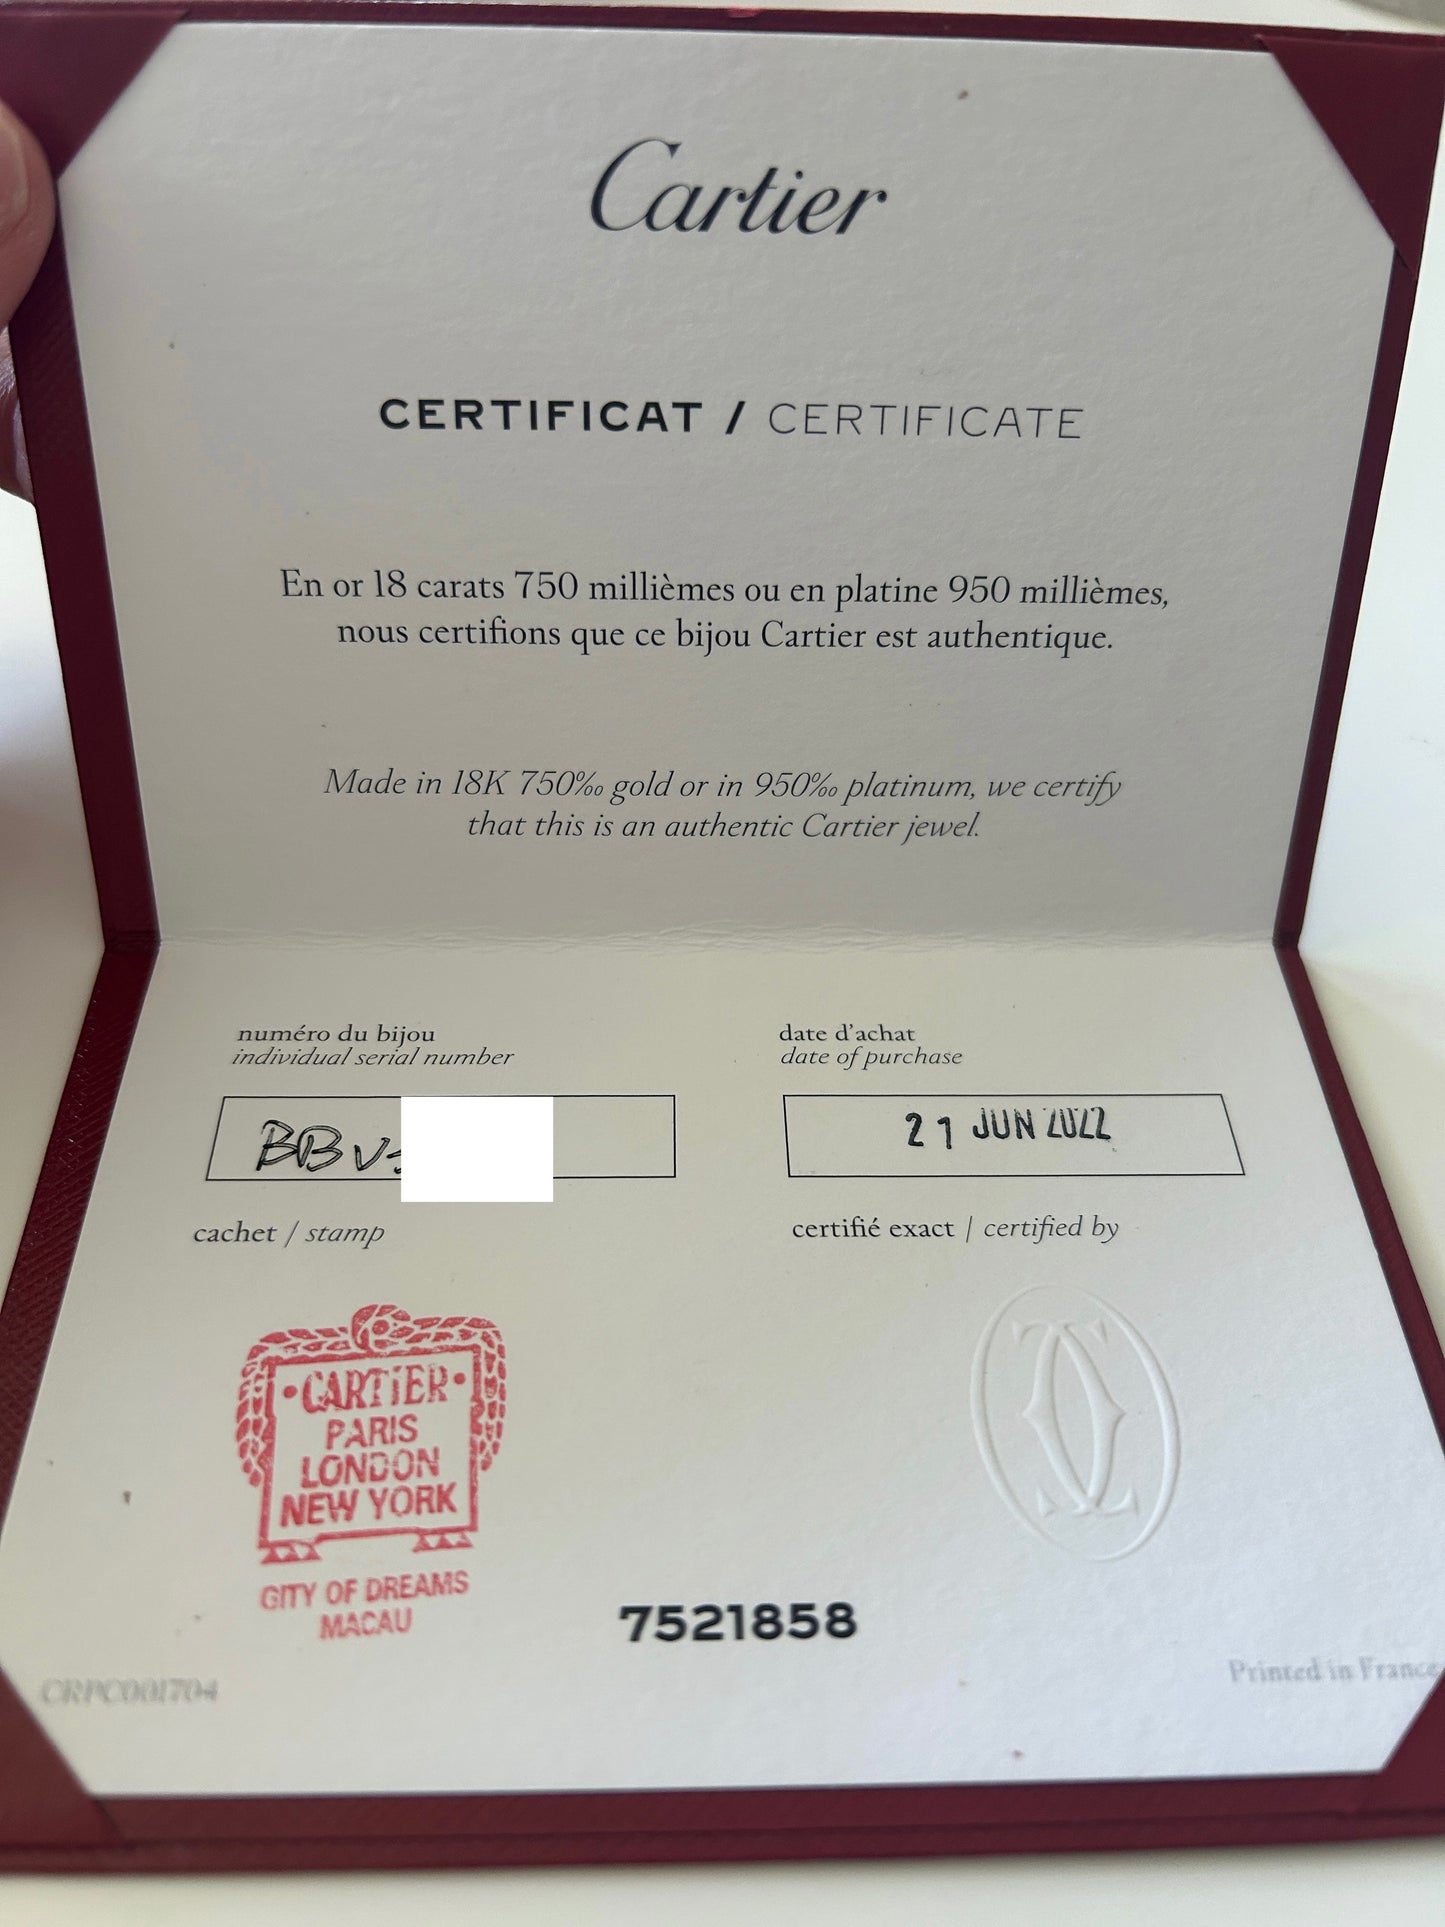 Cartier
CERTIFICAT / CERTIFICATE
En or 18 carats 750 millièmes ou en platine 950 millièmes,
nous certifions que ce bijou Cartier est authentique.
Made in 18K 750‰ gold or in 950‰ platinum, we certify
that this is an authentic Cartier jewel.
numéro du bijou
individual serial number
date d'achat
date of purchase
21 JUN 2022
cachet / stamp
certifié exact | certified by
•CARTiER•
PARIS
LONDON
NEW YORK
CITY OF DREAMS
MACAU
7521858
CRPC001704
Printed in France